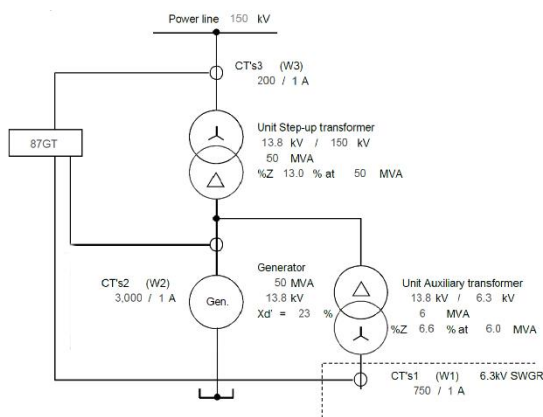 Power line 150 kV
CT's3 (W3)
200 / 1 A
87GT
Unit Step-up transformer
13.8 kV / 150 kV
50 MVA
%Z 13.0 % at 50 MVA
CT's2 (W2)
3,000 / 1 A
Gen.
Generator
50 MVA
13.8 kV
Xd' = 23 %
Unit Auxiliary transformer
13.8 kV / 6.3 kV
6 MVA
%Z 6.6 % at 6.0 MVA
CT's1 (W1) 6.3kV SWGR
750 / 1 A